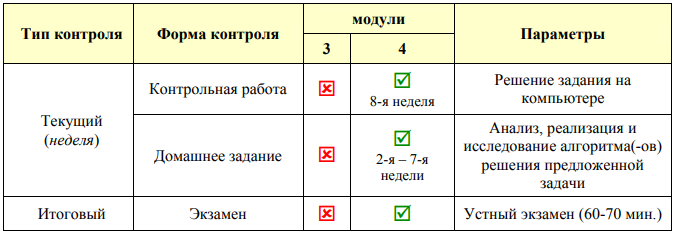 Тип контроля
Форма контроля
модули
3
4
Параметры
Текущий
(неделя)
Контрольная работа
8-я неделя
Решение задания на
компьютере
Домашнее задание
2-я – 7-я
недели
Анализ, реализация и
исследование алгоритма(-ов)
решения предложенной
задачи
Итоговый
Экзамен
Устный экзамен (60-70 мин.)